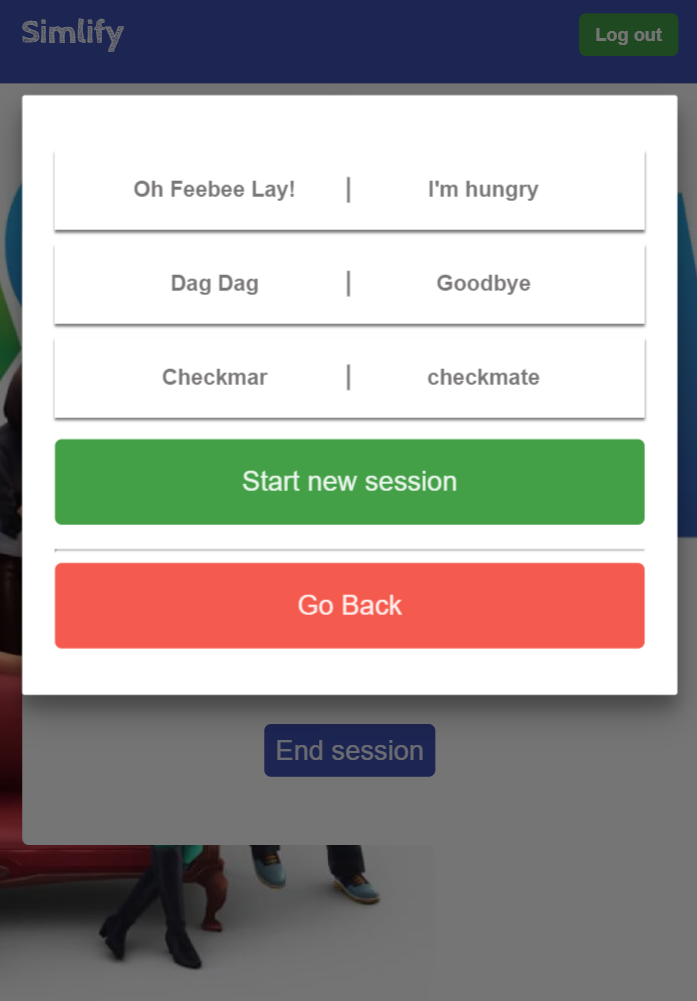 Simlify
Log out
Oh Feebee Lay! | I'm hungry
Dag Dag | Goodbye
Checkmar | checkmate
Start new session
Go Back
End session